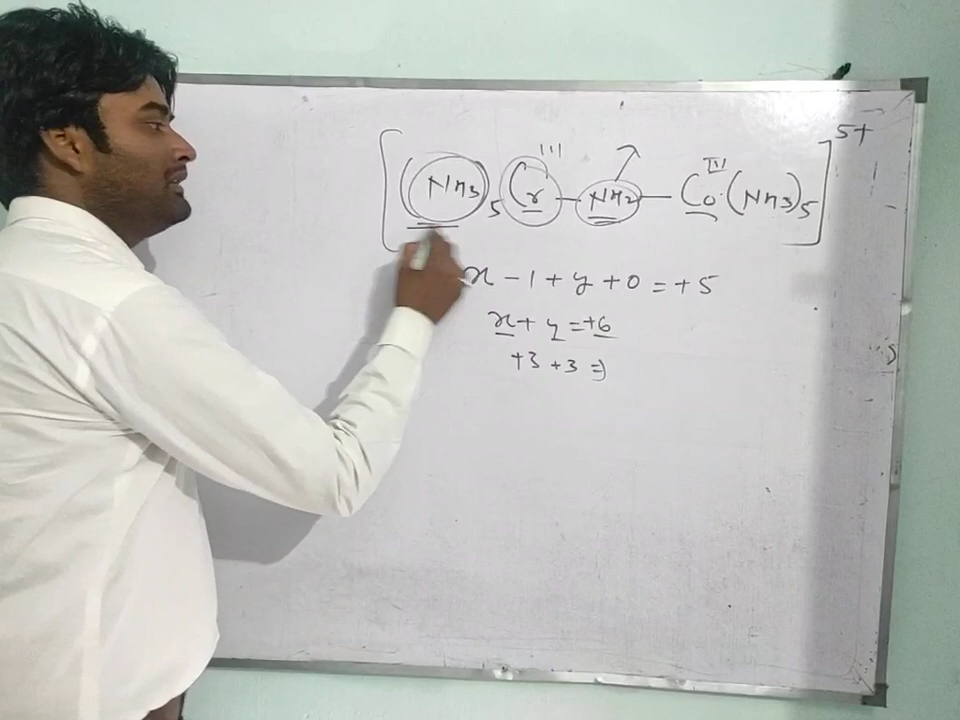 [(NH3)5 Cr III – NH2 – Co III (NH3)5]5+
x – 1 + y + 0 = +5
x + y = +6
+3 +3 ⇒